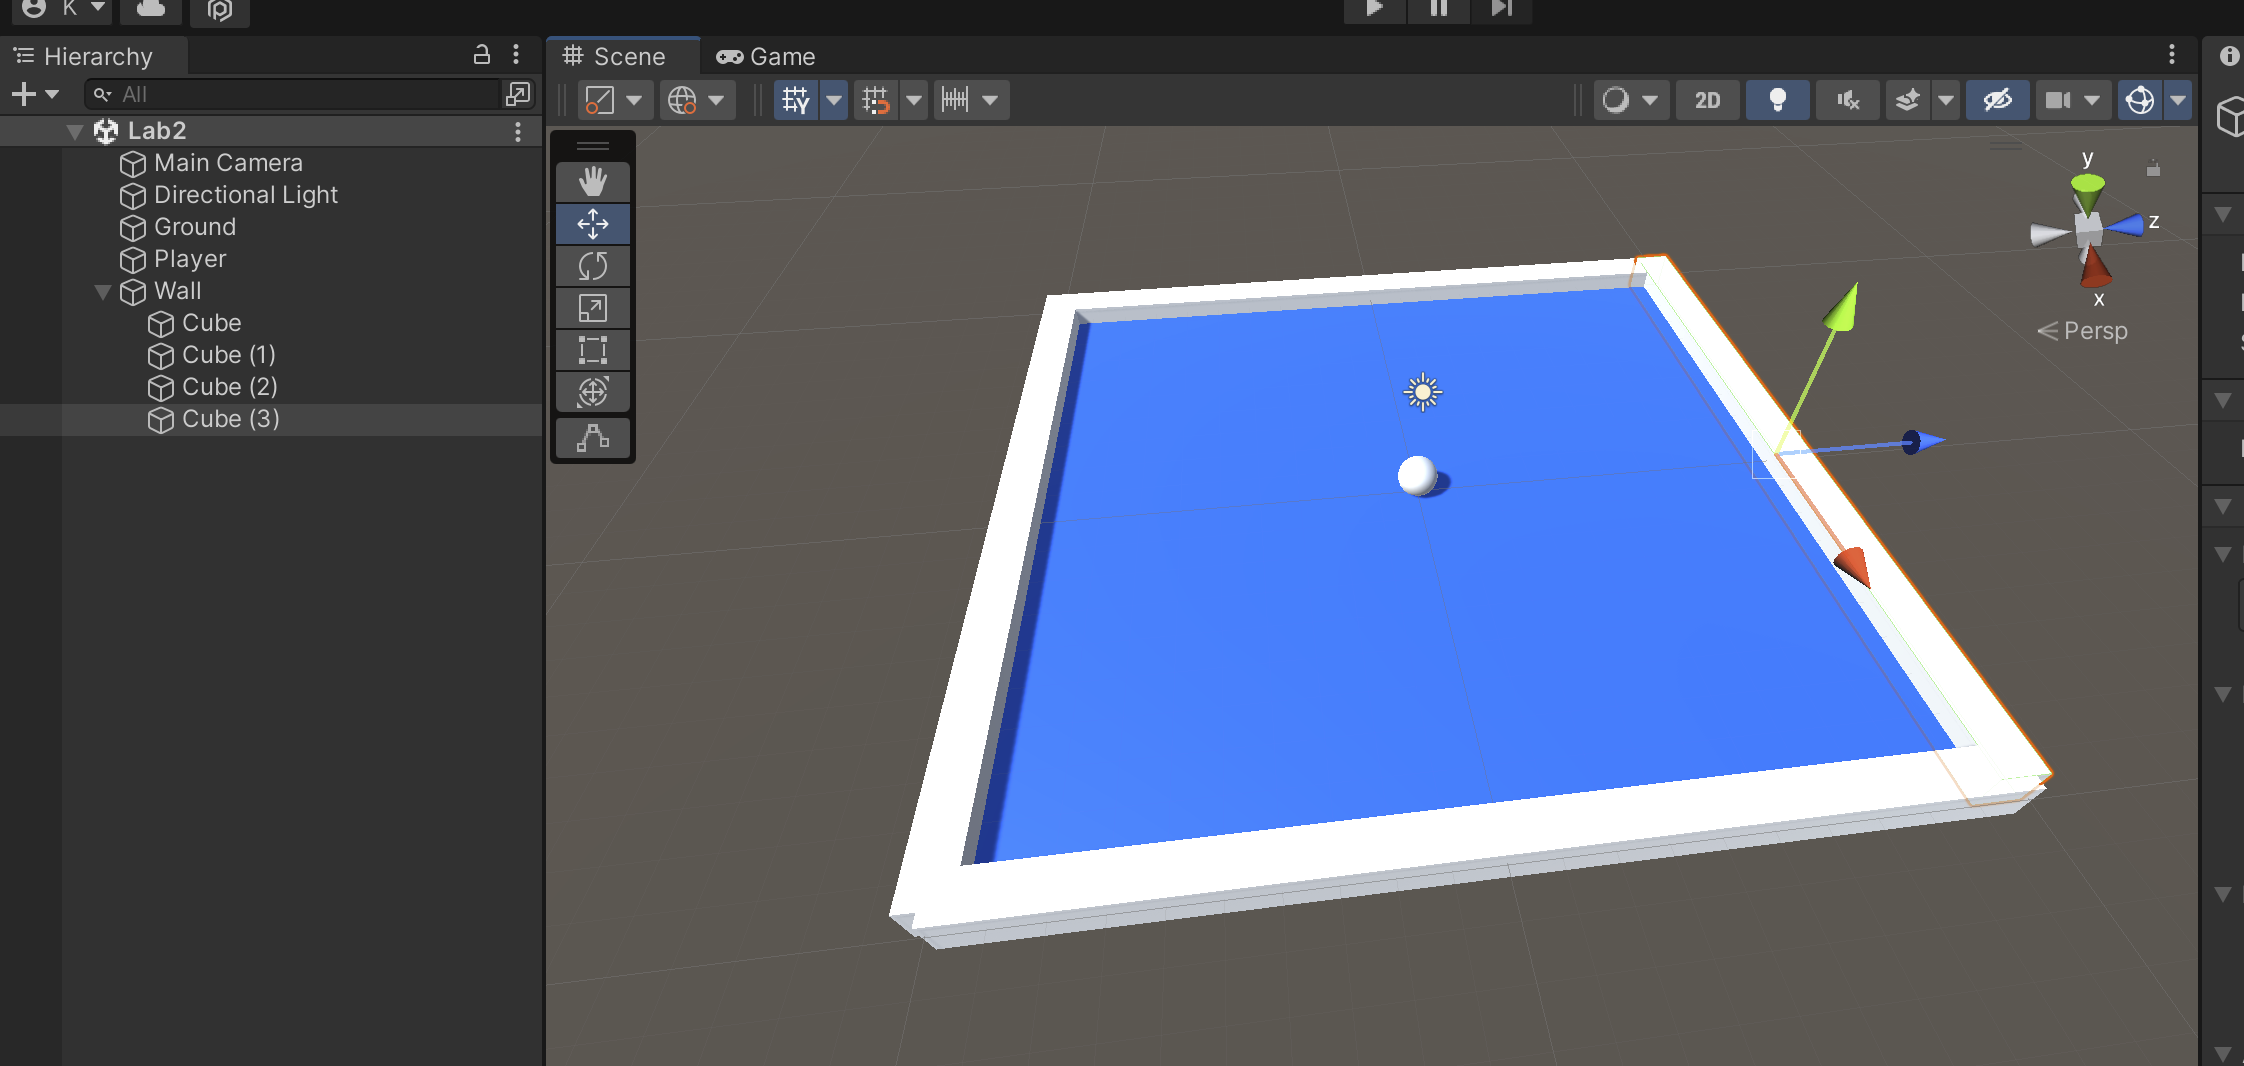 K
Hierarchy
Scene
Game
All
2D
Lab2
Main Camera
Directional Light
Ground
Player
Wall
Cube
Cube (1)
Cube (2)
Cube (3)
y
z
x
Persp